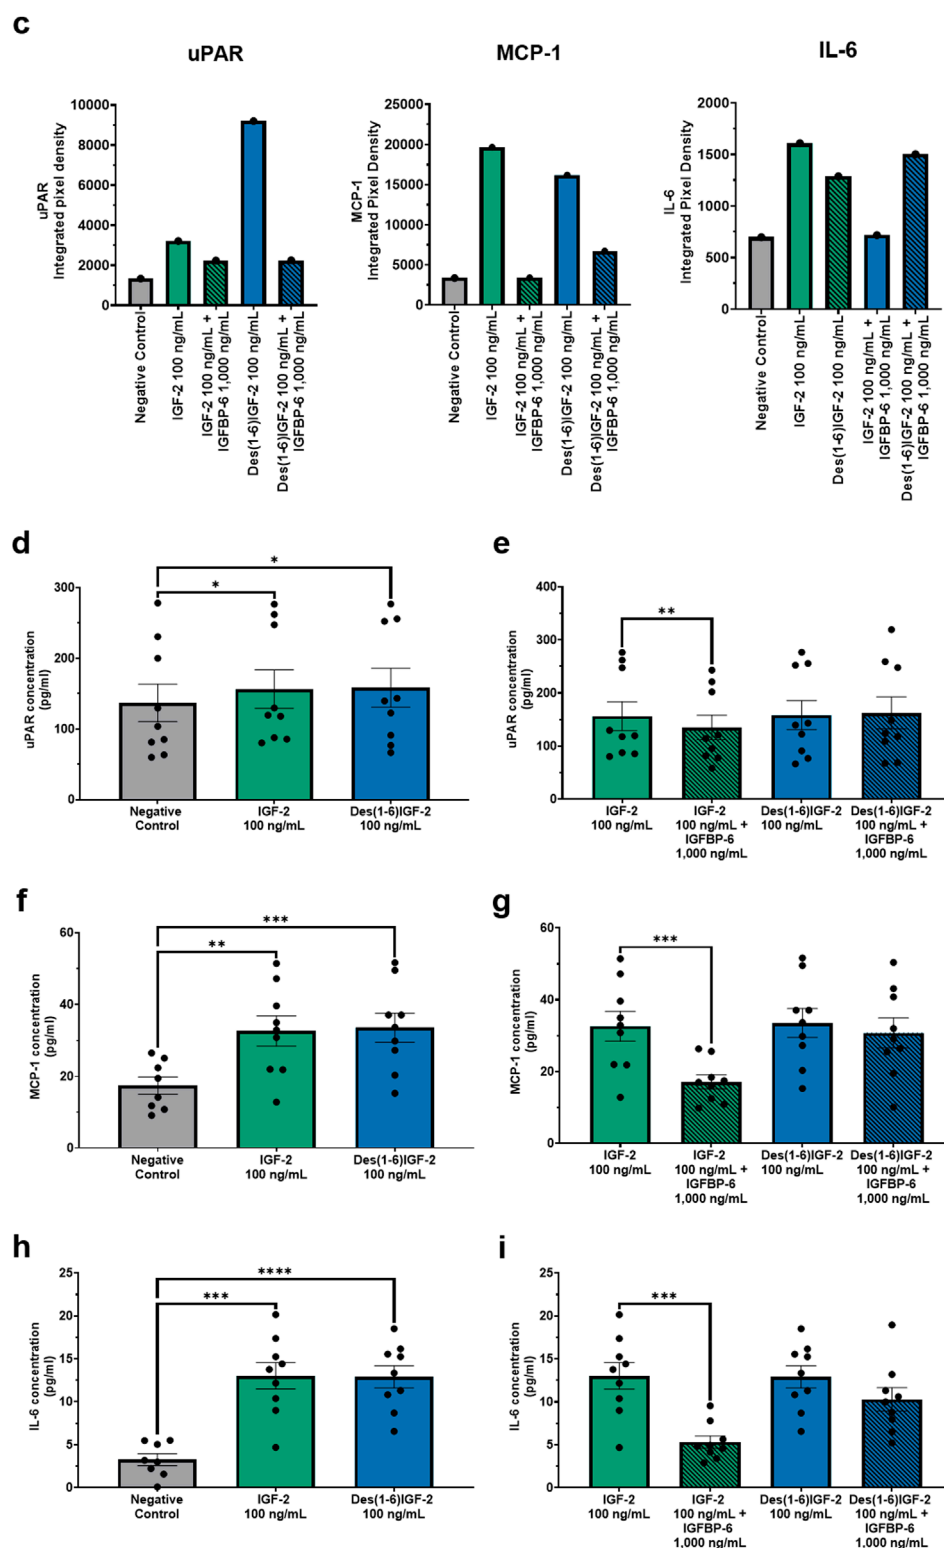 c
uPAR
MCP-1
IL-6
uPAR
Integrated pixel density
10000
8000
6000
4000
2000
0
Negative Control
IGF-2 100 ng/mL
IGF-2 100 ng/mL +
IGFBP-6 1,000 ng/mL
Des(1-6)IGF-2 100 ng/mL
Des(1-6)IGF-2 100 ng/mL +
IGFBP-6 1,000 ng/mL
MCP-1
Integrated Pixel Density
25000
20000
15000
10000
5000
0
Negative Control
IGF-2 100 ng/mL
IGF-2 100 ng/mL +
IGFBP-6 1,000 ng/mL
Des(1-6)IGF-2 100 ng/mL
Des(1-6)IGF-2 100 ng/mL +
IGFBP-6 1,000 ng/mL
IL-6
Integrated Pixel Density
2000
1500
1000
500
0
Negative Control
IGF-2 100 ng/mL
Des(1-6)IGF-2 100 ng/mL
IGF-2 100 ng/mL +
IGFBP-6 1,000 ng/mL
Des(1-6)IGF-2 100 ng/mL +
IGFBP-6 1,000 ng/mL
d
uPAR concentration
(pg/ml)
300
200
100
0
*
*
Negative
Control
IGF-2
100 ng/mL
Des(1-6)IGF-2
100 ng/mL
e
uPAR concentration
(pg/ml)
400
300
200
100
0
**
IGF-2
100 ng/mL
IGF-2
100 ng/mL +
IGFBP-6
1,000 ng/mL
Des(1-6)IGF-2
100 ng/mL
Des(1-6)IGF-2
100 ng/mL +
IGFBP-6
1,000 ng/mL
f
MCP-1 concentration
(pg/ml)
60
40
20
0
***
**
Negative
Control
IGF-2
100 ng/mL
Des(1-6)IGF-2
100 ng/mL
g
MCP-1 concentration
(pg/ml)
60
40
20
0
***
IGF-2
100 ng/mL
IGF-2
100 ng/mL +
IGFBP-6
1,000 ng/mL
Des(1-6)IGF-2
100 ng/mL
Des(1-6)IGF-2
100 ng/mL +
IGFBP-6
1,000 ng/mL
h
IL-6 concentration
(pg/ml)
25
20
15
10
5
0
****
***
Negative
Control
IGF-2
100 ng/mL
Des(1-6)IGF-2
100 ng/mL
i
IL-6 concentration
(pg/ml)
25
20
15
10
5
0
***
IGF-2
100 ng/mL
IGF-2
100 ng/mL +
IGFBP-6
1,000 ng/mL
Des(1-6)IGF-2
100 ng/mL
Des(1-6)IGF-2
100 ng/mL +
IGFBP-6
1,000 ng/mL